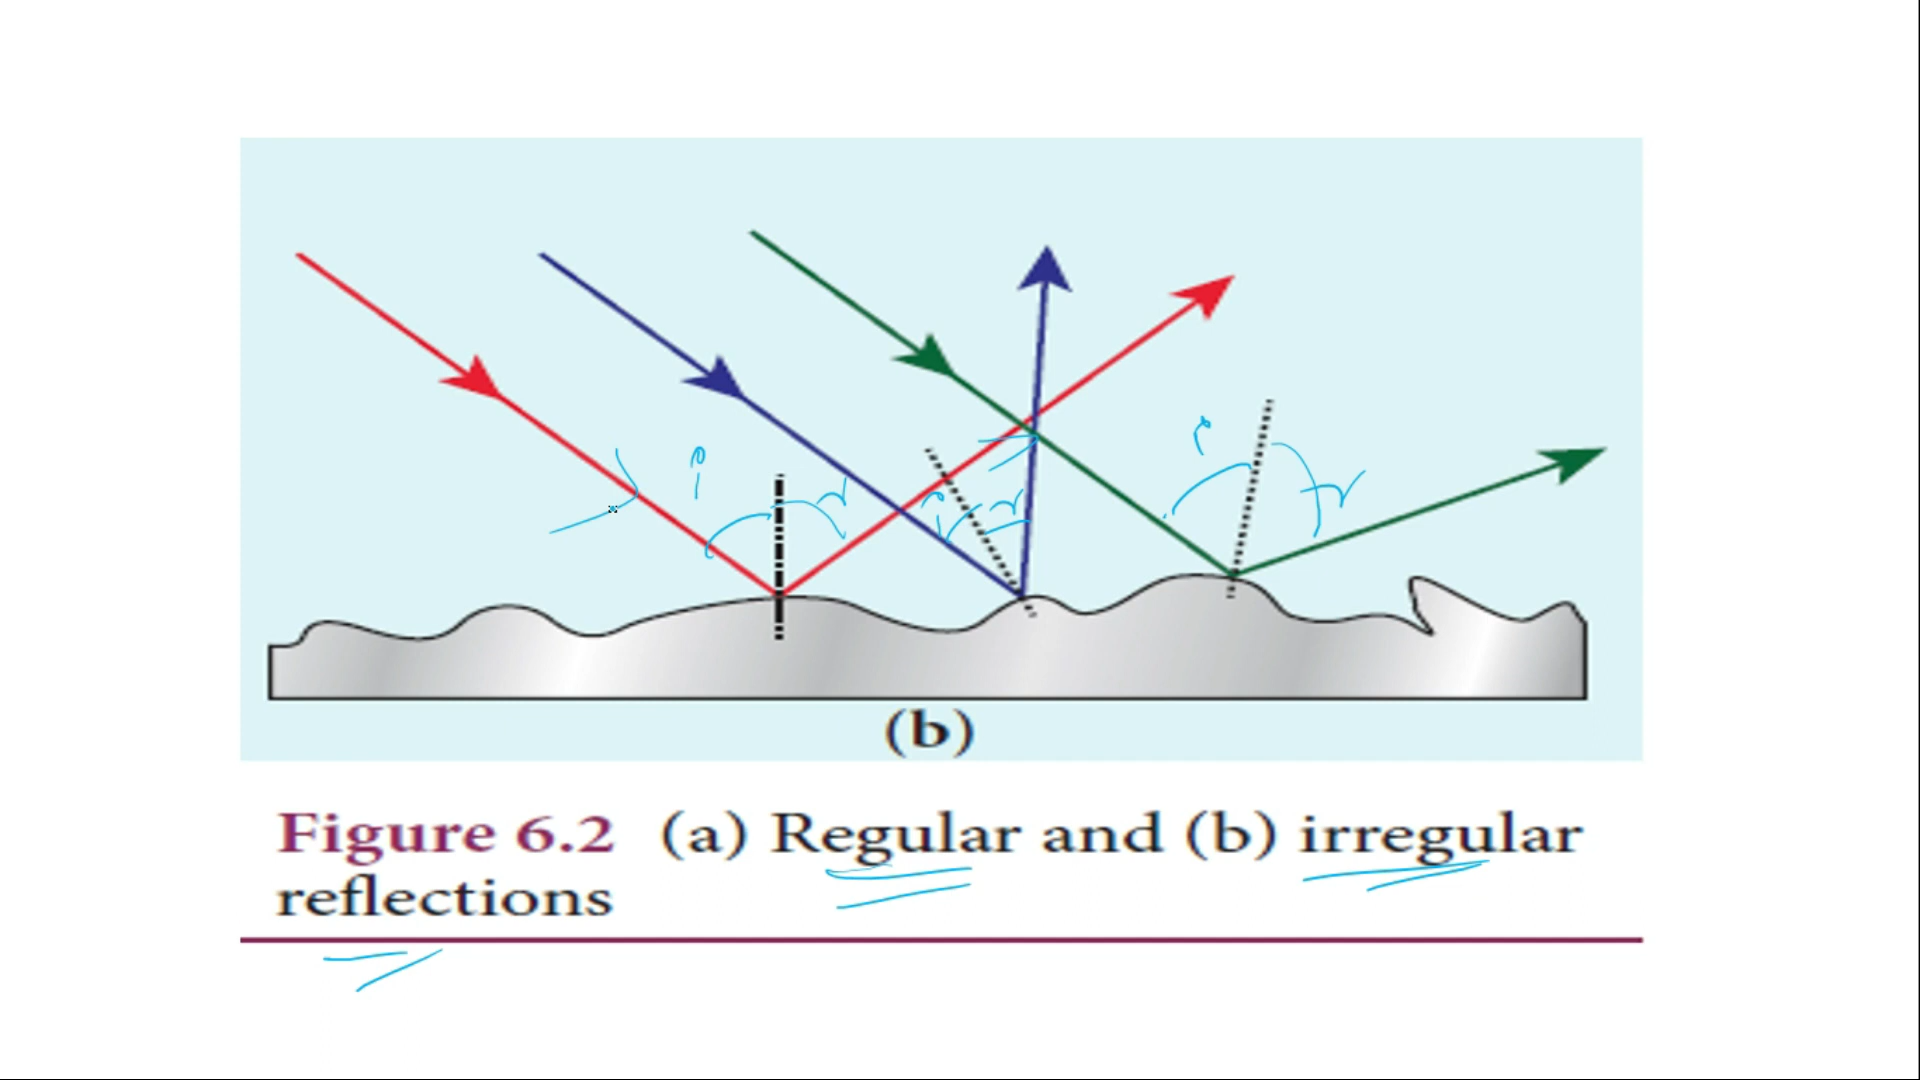 i r i r i r
(b)
Figure 6.2 (a) Regular and (b) irregular
reflections